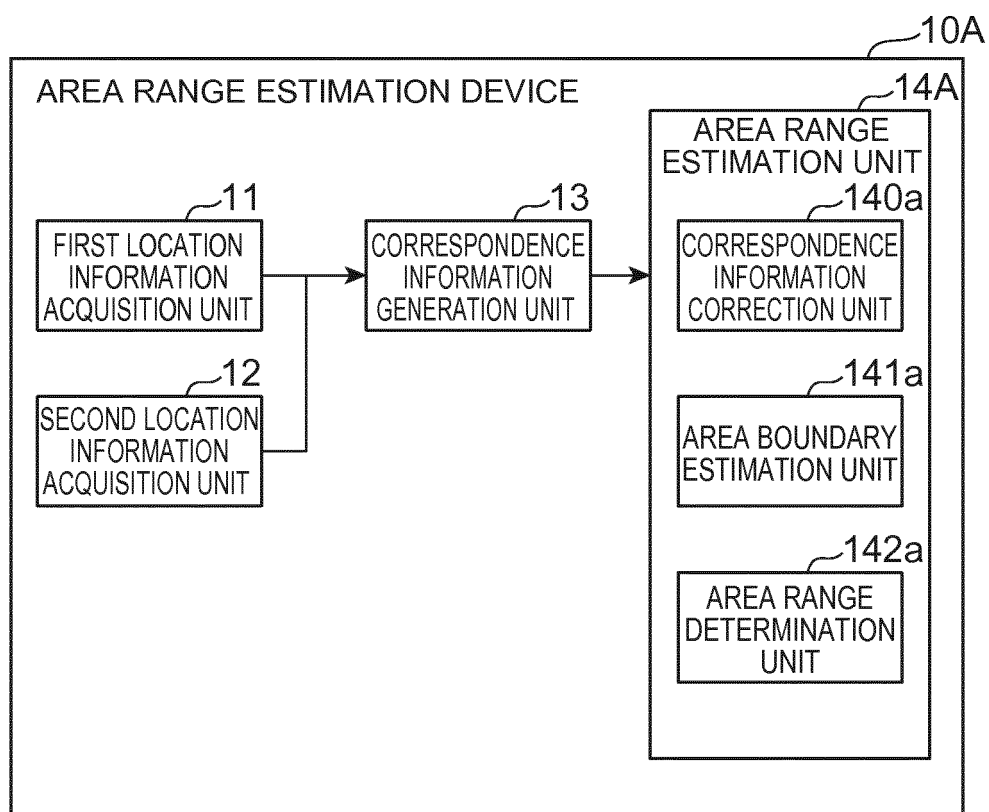 10A
AREA RANGE ESTIMATION DEVICE
14A
AREA RANGE
ESTIMATION UNIT
11
FIRST LOCATION
INFORMATION
ACQUISITION UNIT
13
CORRESPONDENCE
INFORMATION
GENERATION UNIT
140a
CORRESPONDENCE
INFORMATION
CORRECTION UNIT
12
SECOND LOCATION
INFORMATION
ACQUISITION UNIT
141a
AREA BOUNDARY
ESTIMATION UNIT
142a
AREA RANGE
DETERMINATION
UNIT